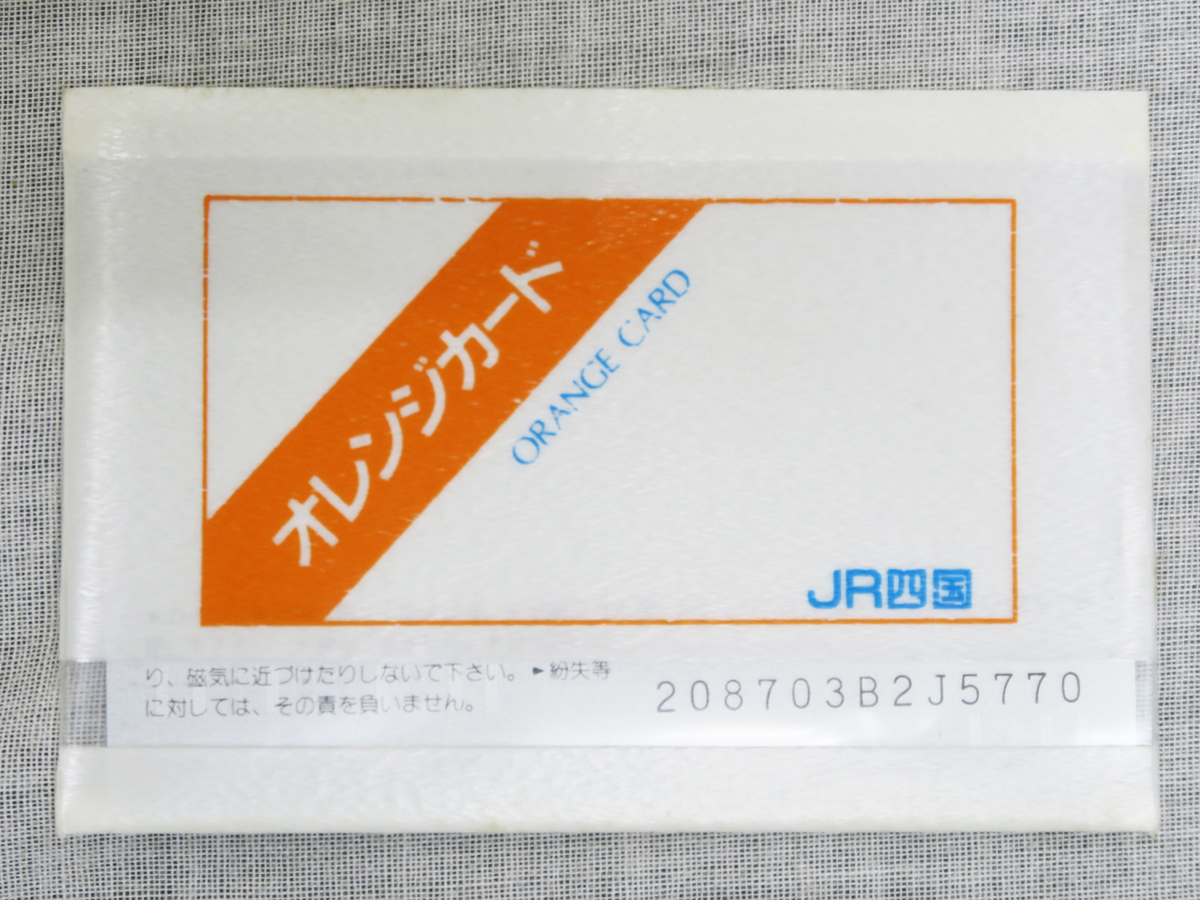 オレンジカード
ORANGE CARD
JR四国
り、磁気に近づけたりしないで下さい。►紛失等
に対しては、その責を負いません。
208703B2J5770